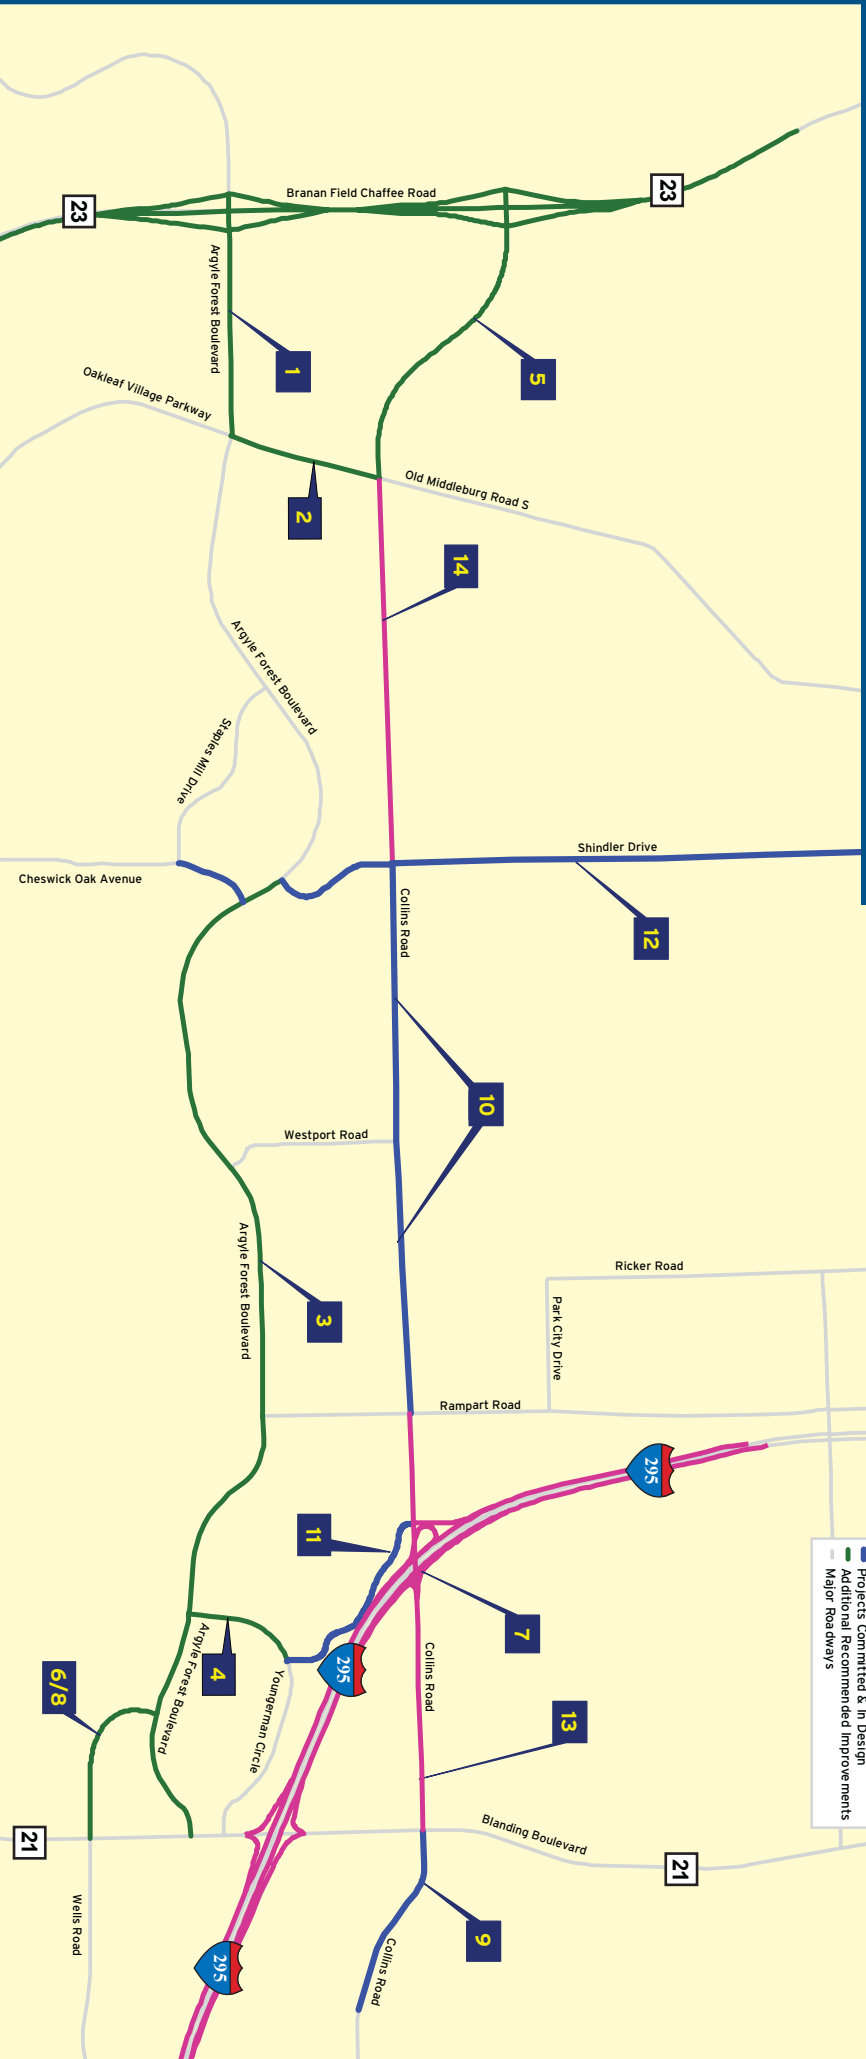 23
23
Branan Field Chaffee Road
Argyle Forest Boulevard
1
5
Oakleaf Village Parkway
Old Middleburg Road S
2
14
Argyle Forest Boulevard
Staples Mill Drive
Shindler Drive
Cheswick Oak Avenue
Collins Road
12
10
Westport Road
Argyle Forest Boulevard
3
Ricker Road
Park City Drive
Rampart Road
295
11
7
Projects Committed & In Design
Additional Recommended Improvements
Major Roadways
4
295
Collins Road
6/8
Argyle Forest Boulevard
Youngerman Circle
13
21
Blanding Boulevard
21
Wells Road
9
Collins Road
295